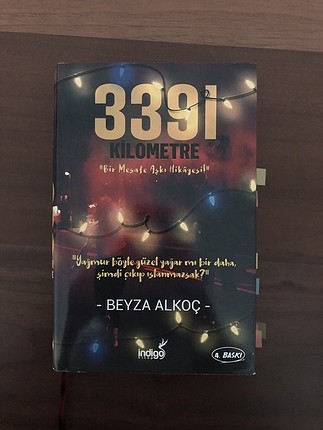 3391
KILOMETRE
"Bir Mesafe Aşkı Hikâyesi!"
"Yağmur böyle güzel yağar mı bir daha,
şimdi çıkıp ıslanmazsak?"
- BEYZA ALKOÇ -
indigo
4. BASKI